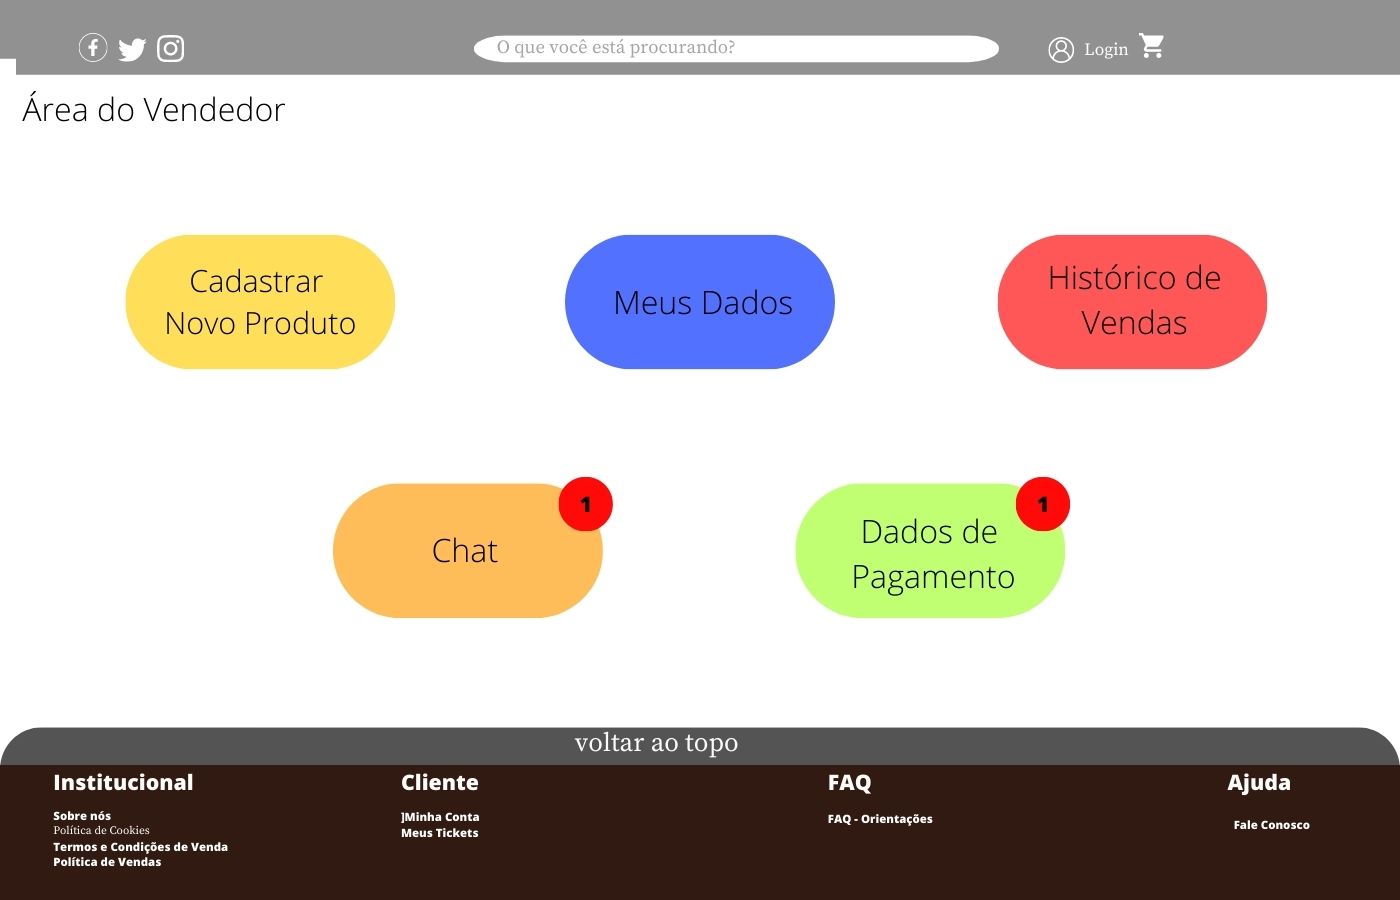 O que você está procurando?
Login
Área do Vendedor
Cadastrar
Novo Produto
Meus Dados
Histórico de
Vendas
Chat
1
Dados de
Pagamento
1
voltar ao topo
Institucional
Sobre nós
Política de Cookies
Termos e Condições de Venda
Política de Vendas
Cliente
]Minha Conta
Meus Tickets
FAQ
FAQ - Orientações
Ajuda
Fale Conosco